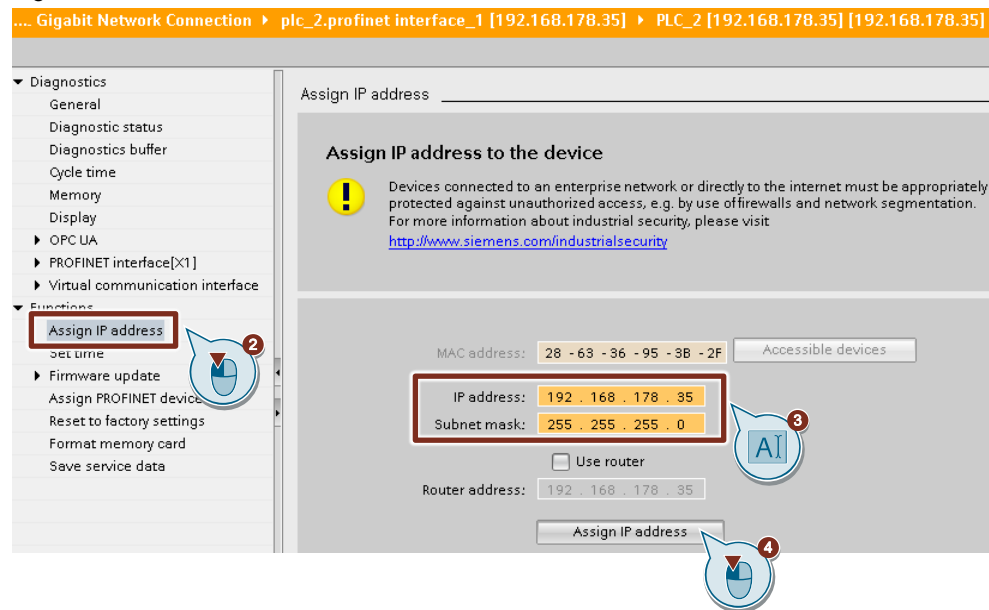 .... Gigabit Network Connection ▸ plc_2.profinet interface_1 [192.168.178.35] ▸ PLC_2 [192.168.178.35] [192.168.178.35]
Diagnostics
General
Diagnostic status
Diagnostics buffer
Cycle time
Memory
Display
OPC UA
PROFINET interface[X1]
Virtual communication interface
Functions
Assign IP address
Set time
Firmware update
Assign PROFINET device
Reset to factory settings
Format memory card
Save service data
2
Assign IP address
Assign IP address to the device
Devices connected to an enterprise network or directly to the internet must be appropriately
protected against unauthorized access, e.g. by use of firewalls and network segmentation.
For more information about industrial security, please visit
http://www.siemens.com/industrialsecurity
MAC address: 28 - 63 - 36 - 95 - 3B - 2F Accessible devices
IP address: 192 . 168 . 178 . 35
Subnet mask: 255 . 255 . 255 . 0
3
A
Use router
Router address: 192 . 168 . 178 . 35
Assign IP address
4